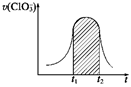 v(ClO₃⁻)
t₁ t₂ t